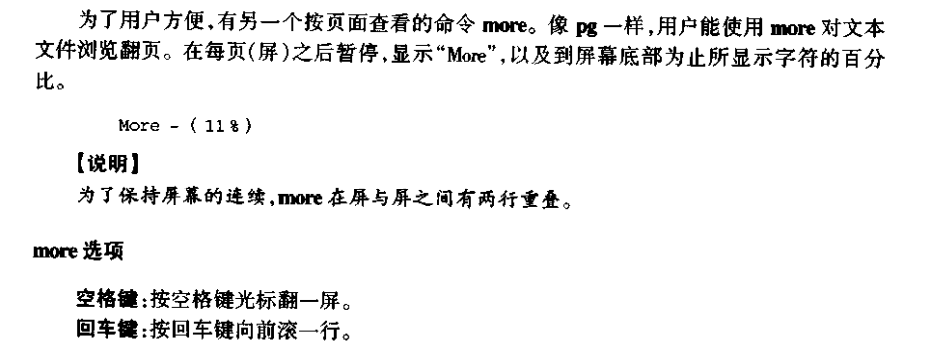 为了用户方便,有另一个按页面查看的命令 more。像 pg 一样,用户能使用 more 对文本
文件浏览翻页。在每页(屏)之后暂停,显示“More”,以及到屏幕底部为止所显示字符的百分
比。
More - (11%)
【说明】
为了保持屏幕的连续,more 在屏与屏之间有两行重叠。
more 选项
空格键:按空格键光标翻一屏。
回车键:按回车键向前滚一行。